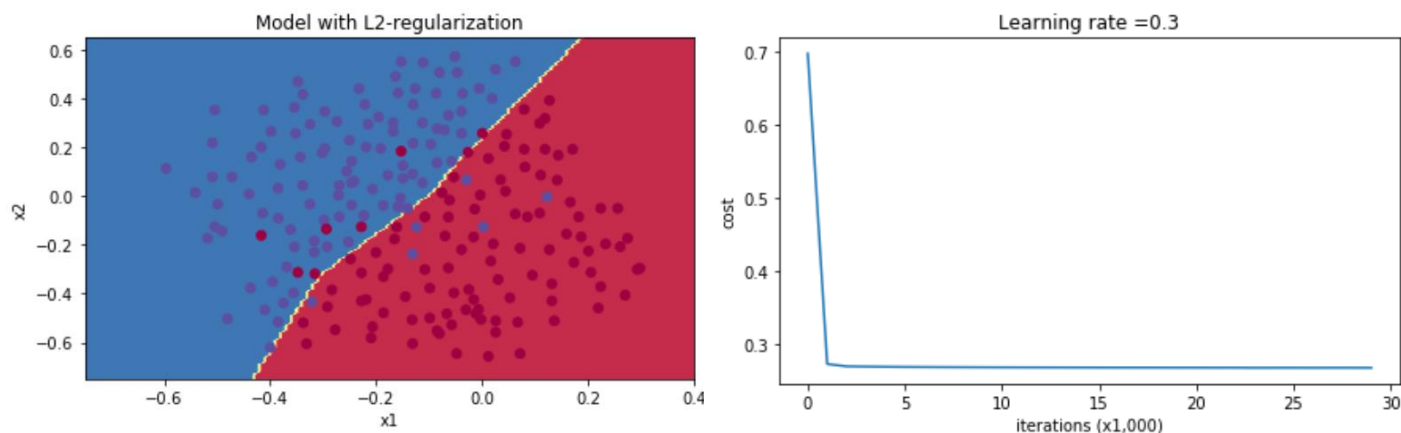 Model with L2-regularization
0.6
0.4
0.2
0.0
−0.2
−0.4
−0.6
x2
−0.6 −0.4 −0.2 0.0 0.2 0.4
x1
Learning rate =0.3
0.7
0.6
0.5
0.4
0.3
cost
0 5 10 15 20 25 30
iterations (x1,000)